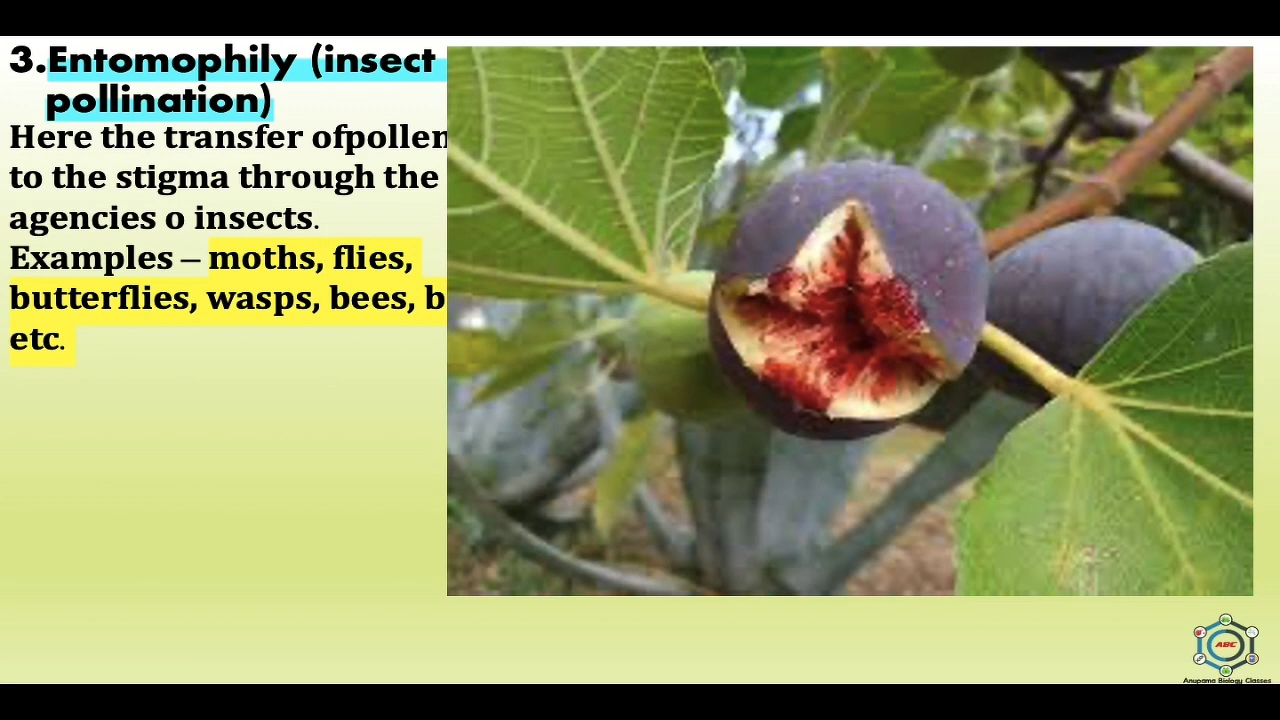 3.Entomophily (insect
pollination)
Here the transfer ofpollen
to the stigma through the
agencies o insects.
Examples – moths, flies,
butterflies, wasps, bees, b
etc.
ABC
Anupama Biology Classes